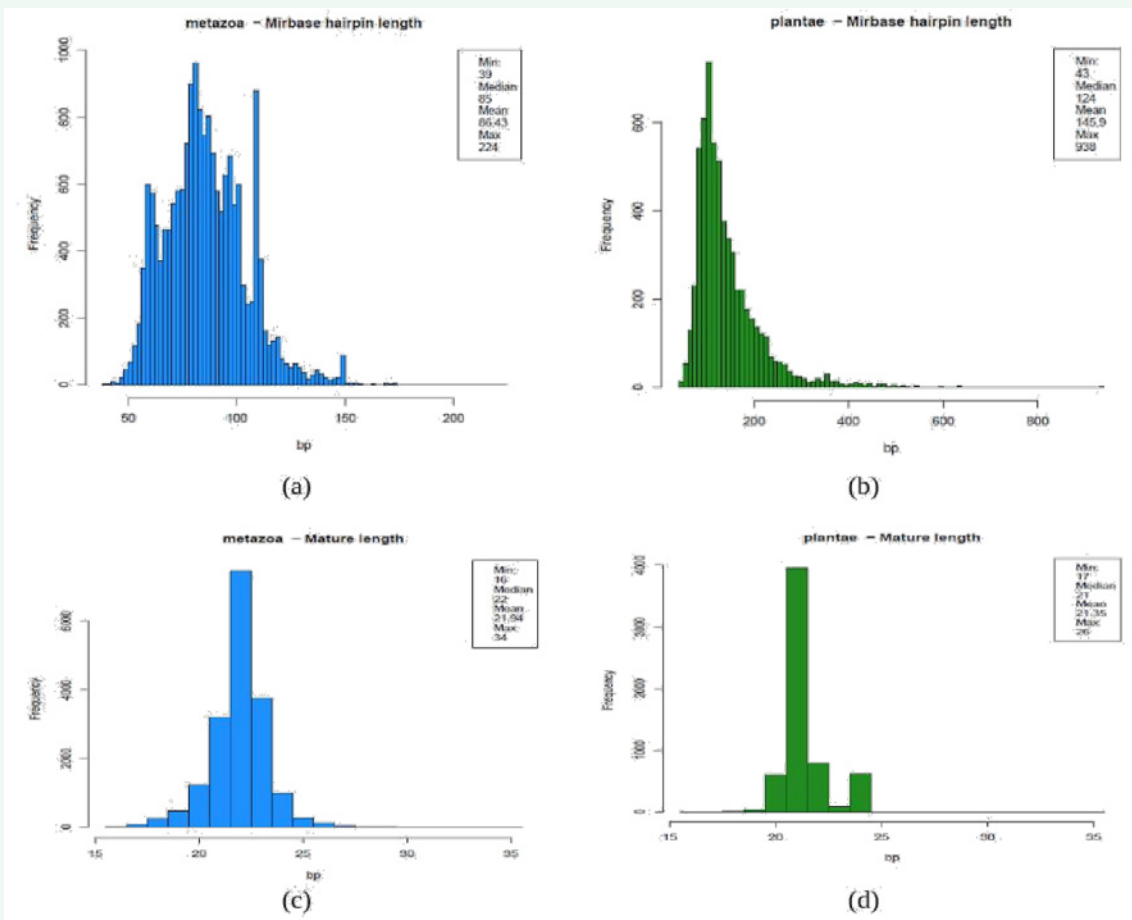 metazoa – Mirbase hairpin length
Frequency
0
200
400
600
800
1000
50
100
150
200
bp
Min:
39
Median
85
Mean
86,43
Max
224
(a)
plantae – Mirbase hairpin length
Frequency
0
200
400
600
200
400
600
800
bp.
Min:
43
Median
124
Mean
145,9
Max
938
(b)
metazoa – Mature length
Frequency
0
2000
4000
6000
15
20
25
30
35
bp
Min:
16
Median
22
Mean
21,94
Max
34
(c)
plantae – Mature length
Frequency
0
1000
2000
3000
4000
15
20
25
30
35
bp
Min:
17
Median
21
Mean
21,35
Max
26
(d)